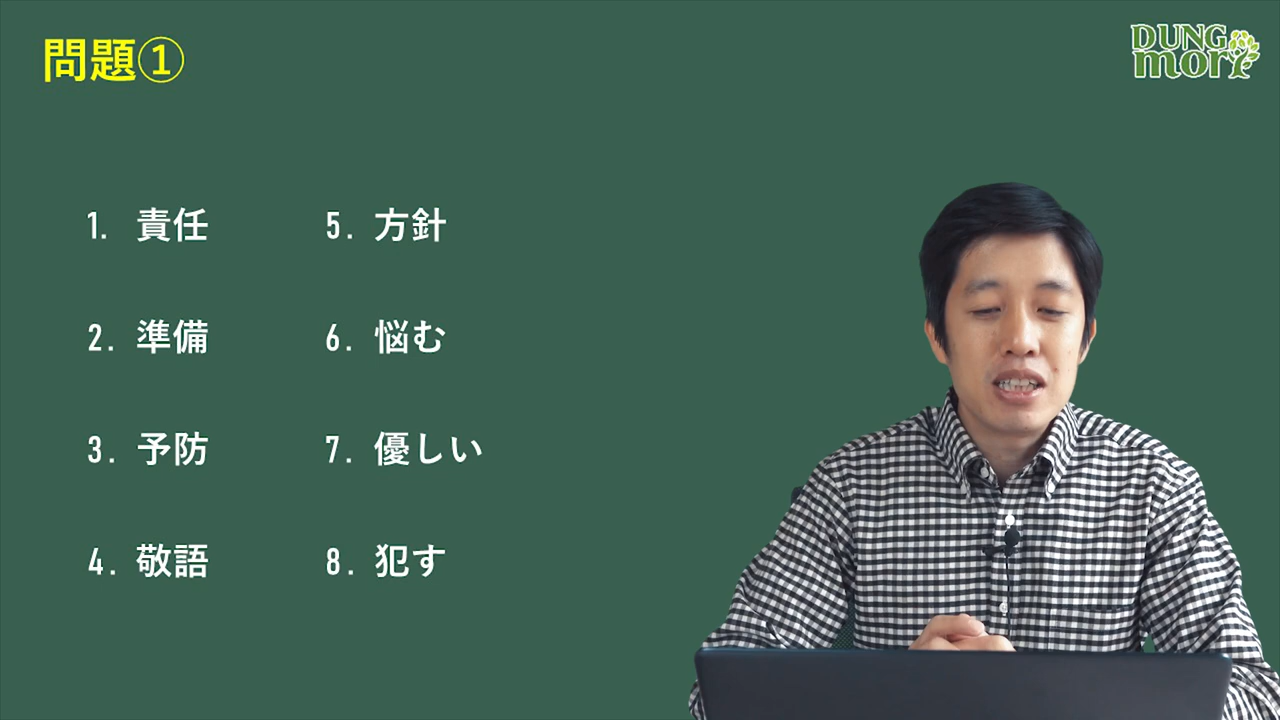 問題①
DUNG
mori
1. 責任
2. 準備
3. 予防
4. 敬語
5. 方針
6. 悩む
7. 優しい
8. 犯す